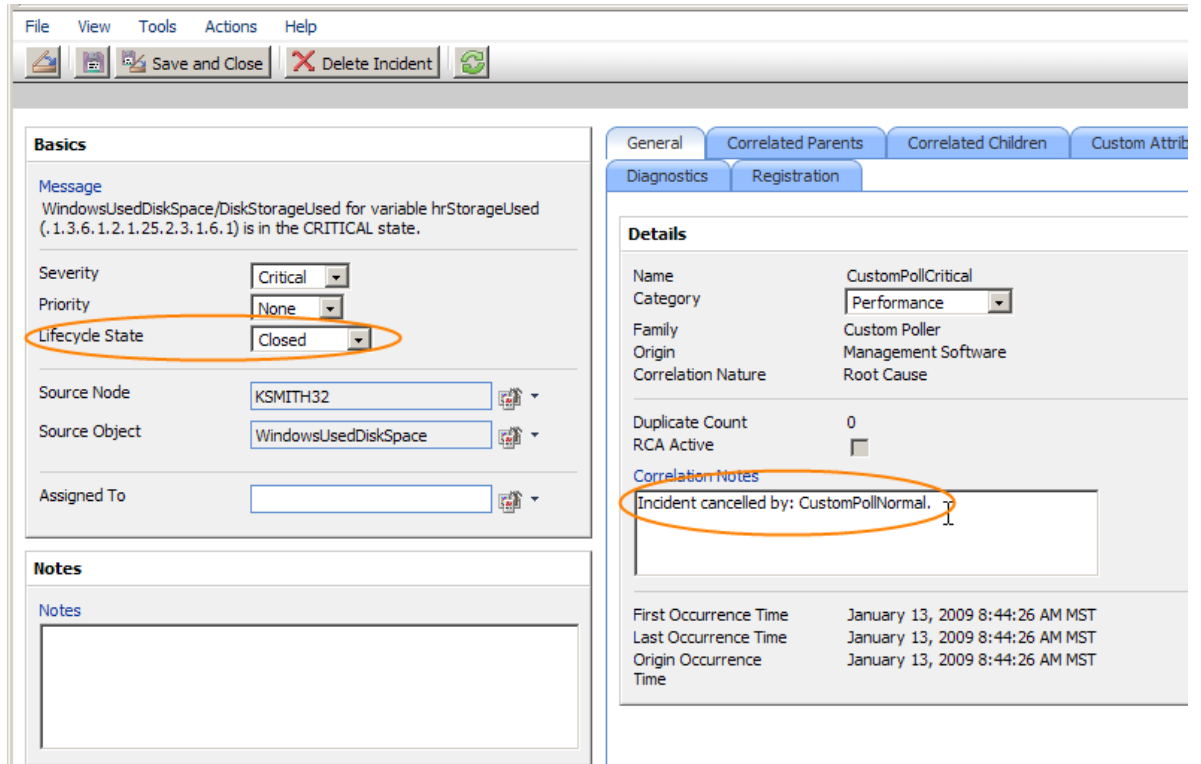 File View Tools Actions Help
Save and Close Delete Incident
Basics
Message
WindowsUsedDiskSpace/DiskStorageUsed for variable hrStorageUsed
(.1.3.6.1.2.1.25.2.3.1.6.1) is in the CRITICAL state.
Severity Critical
Priority None
Lifecycle State Closed
Source Node KSMITH32
Source Object WindowsUsedDiskSpace
Assigned To
Notes
Notes
General Correlated Parents Correlated Children Custom Attrib
Diagnostics Registration
Details
Name CustomPollCritical
Category Performance
Family Custom Poller
Origin Management Software
Correlation Nature Root Cause
Duplicate Count 0
RCA Active
Correlation Notes
Incident cancelled by: CustomPollNormal.
First Occurrence Time January 13, 2009 8:44:26 AM MST
Last Occurrence Time January 13, 2009 8:44:26 AM MST
Origin Occurrence January 13, 2009 8:44:26 AM MST
Time